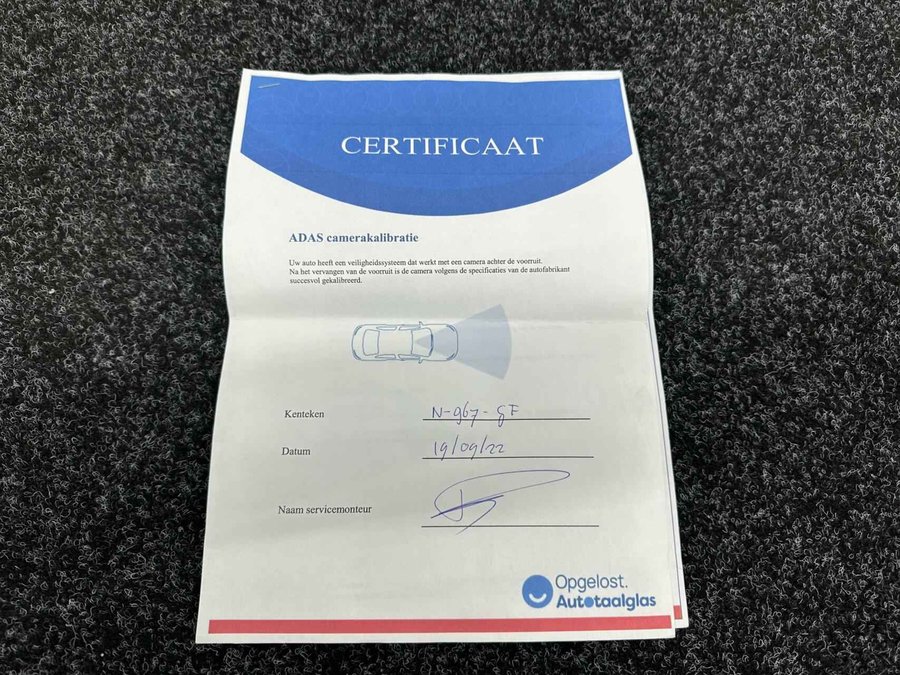 CERTIFICAAT
ADAS camerakalibratie
Uw auto heeft een veiligheidssysteem dat werkt met een camera achter de voorruit.
Na het vervangen van de voorruit is de camera volgens de specificaties van de autofabrikant
succesvol gekalibreerd.
Kenteken N-967-gF
Datum 19/09/22
Naam servicemonteur
Opgelost.
Autotaalglas